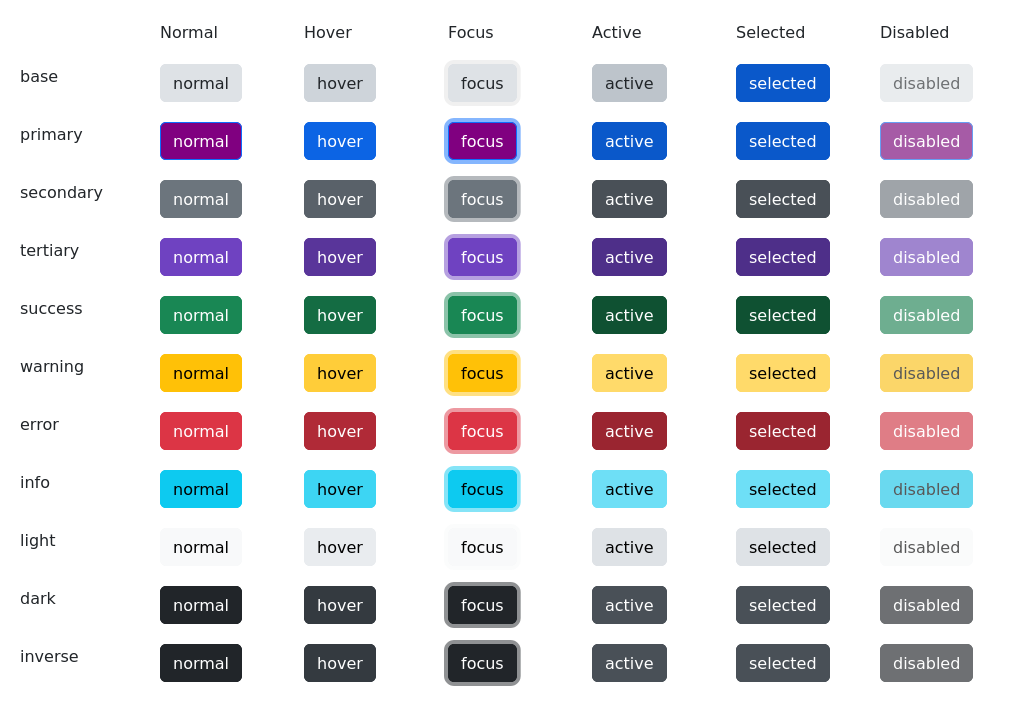 Normal Hover Focus Active Selected Disabled
base normal hover focus active selected disabled
primary normal hover focus active selected disabled
secondary normal hover focus active selected disabled
tertiary normal hover focus active selected disabled
success normal hover focus active selected disabled
warning normal hover focus active selected disabled
error normal hover focus active selected disabled
info normal hover focus active selected disabled
light normal hover focus active selected disabled
dark normal hover focus active selected disabled
inverse normal hover focus active selected disabled